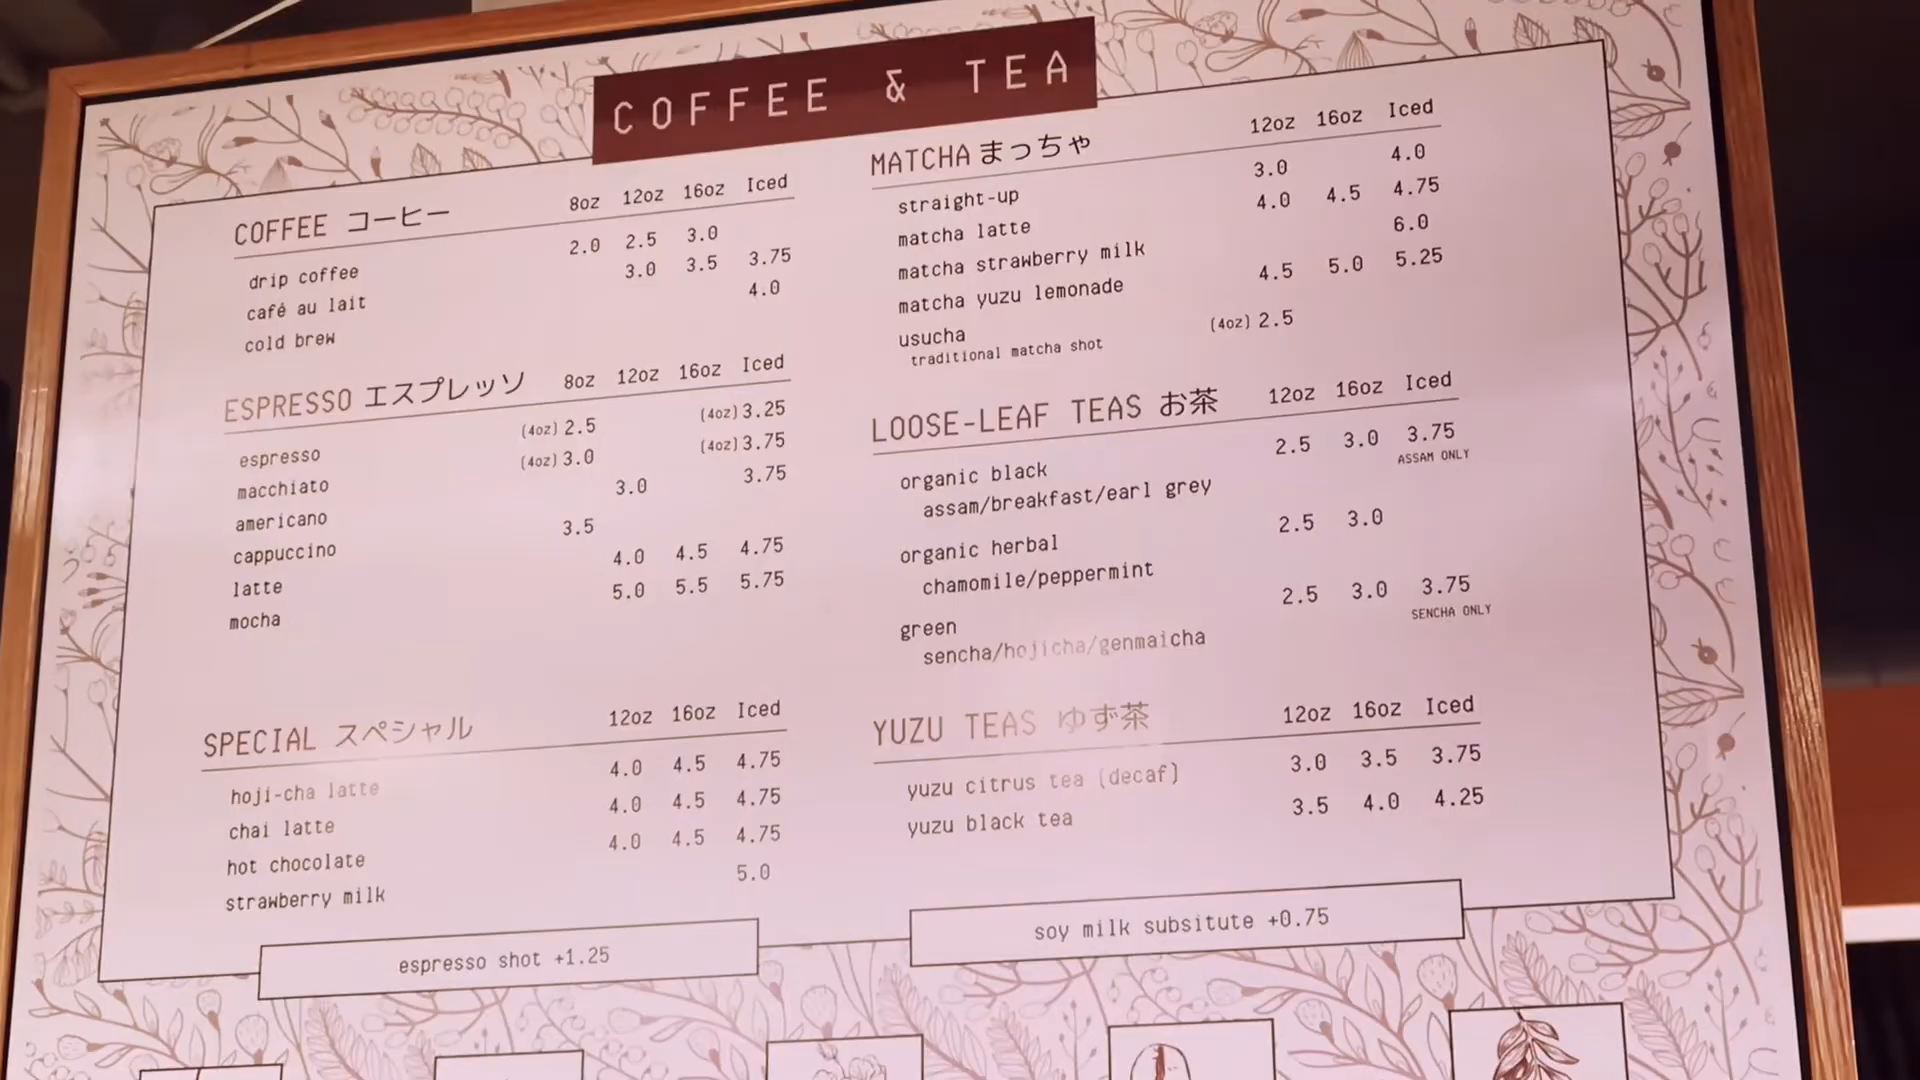 COFFEE & TEA
COFFEE コーヒー 8oz 12oz 16oz Iced
drip coffee 2.0 2.5 3.0
café au lait 3.0 3.5 3.75
cold brew 4.0
ESPRESSO エスプレッソ 8oz 12oz 16oz Iced
espresso (4oz) 2.5 (4oz) 3.25
macchiato (4oz) 3.0 (4oz) 3.75
americano 3.0 3.75
cappuccino 3.5
latte 4.0 4.5 4.75
mocha 5.0 5.5 5.75
SPECIAL スペシャル 12oz 16oz Iced
hoji-cha latte 4.0 4.5 4.75
chai latte 4.0 4.5 4.75
hot chocolate 4.0 4.5 4.75
strawberry milk 5.0
espresso shot +1.25
MATCHA まっちゃ 12oz 16oz Iced
straight-up 3.0 4.0
matcha latte 4.0 4.5 4.75
matcha strawberry milk 6.0
matcha yuzu lemonade 4.5 5.0 5.25
usucha (4oz) 2.5
traditional matcha shot
LOOSE-LEAF TEAS お茶 12oz 16oz Iced
organic black 2.5 3.0 3.75
assam/breakfast/earl grey ASSAM ONLY
organic herbal 2.5 3.0
chamomile/peppermint
green 2.5 3.0 3.75
sencha/hojicha/genmaicha SENCHA ONLY
YUZU TEAS ゆず茶 12oz 16oz Iced
yuzu citrus tea (decaf) 3.0 3.5 3.75
yuzu black tea 3.5 4.0 4.25
soy milk subsitute +0.75